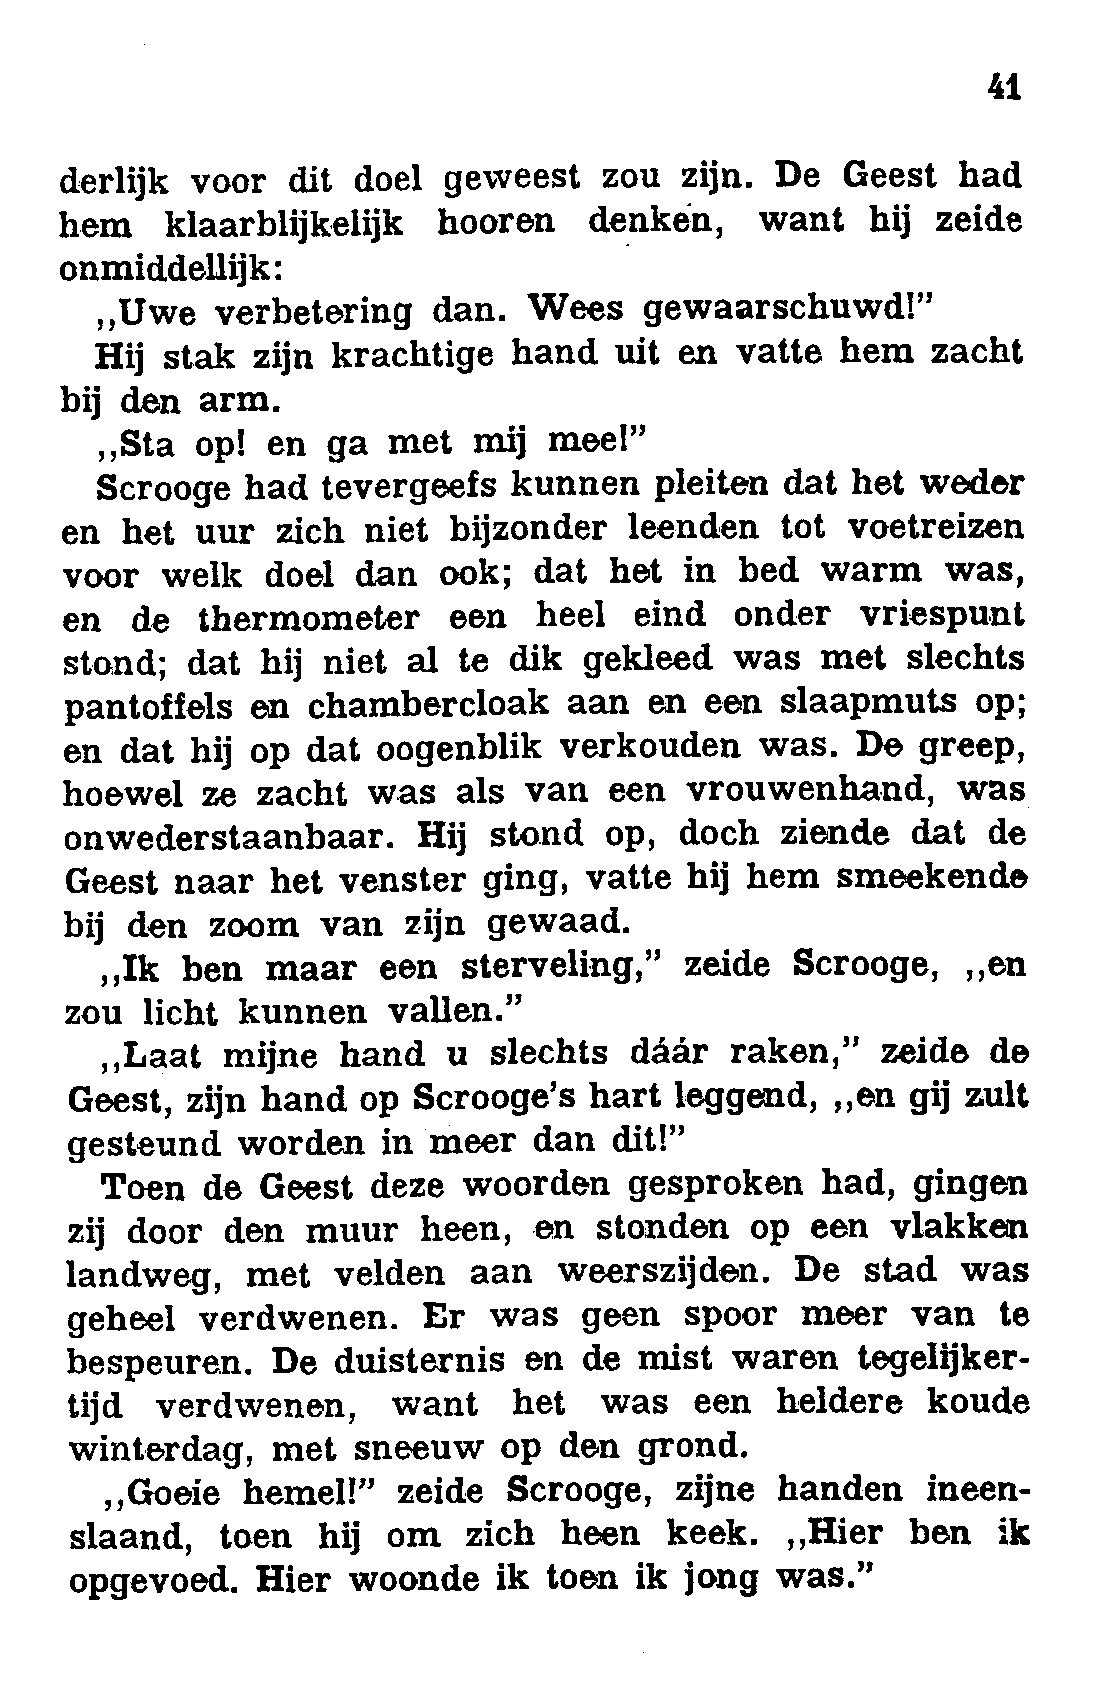 41
derlijk voor dit doel geweest zou zijn. De Geest had
hem klaarblijkelijk hooren denken, want hij zeide
onmiddellijk:
,,Uwe verbetering dan. Wees gewaarschuwd!”
Hij stak zijn krachtige hand uit en vatte hem zacht
bij den arm.
,,Sta op! en ga met mij mee!”
Scrooge had tevergeefs kunnen pleiten dat het weder
en het uur zich niet bijzonder leenden tot voetreizen
voor welk doel dan ook; dat het in bed warm was,
en de thermometer een heel eind onder vriespunt
stond; dat hij niet al te dik gekleed was met slechts
pantoffels en chambercloak aan en een slaapmuts op;
en dat hij op dat oogenblik verkouden was. De greep,
hoewel ze zacht was als van een vrouwenhand, was
onwederstaanbaar. Hij stond op, doch ziende dat de
Geest naar het venster ging, vatte hij hem smeekende
bij den zoom van zijn gewaad.
,,Ik ben maar een sterveling,” zeide Scrooge, ,,en
zou licht kunnen vallen.”
,,Laat mijne hand u slechts dáár raken,” zeide de
Geest, zijn hand op Scrooge's hart leggend, ,,en gij zult
gesteund worden in meer dan dit!”
Toen de Geest deze woorden gesproken had, gingen
zij door den muur heen, en stonden op een vlakken
landweg, met velden aan weerszijden. De stad was
geheel verdwenen. Er was geen spoor meer van te
bespeuren. De duisternis en de mist waren tegelijker-
tijd verdwenen, want het was een heldere koude
winterdag, met sneeuw op den grond.
,,Goeie hemel!” zeide Scrooge, zijne handen ineen-
slaand, toen hij om zich heen keek. ,,Hier ben ik
opgevoed. Hier woonde ik toen ik jong was.”